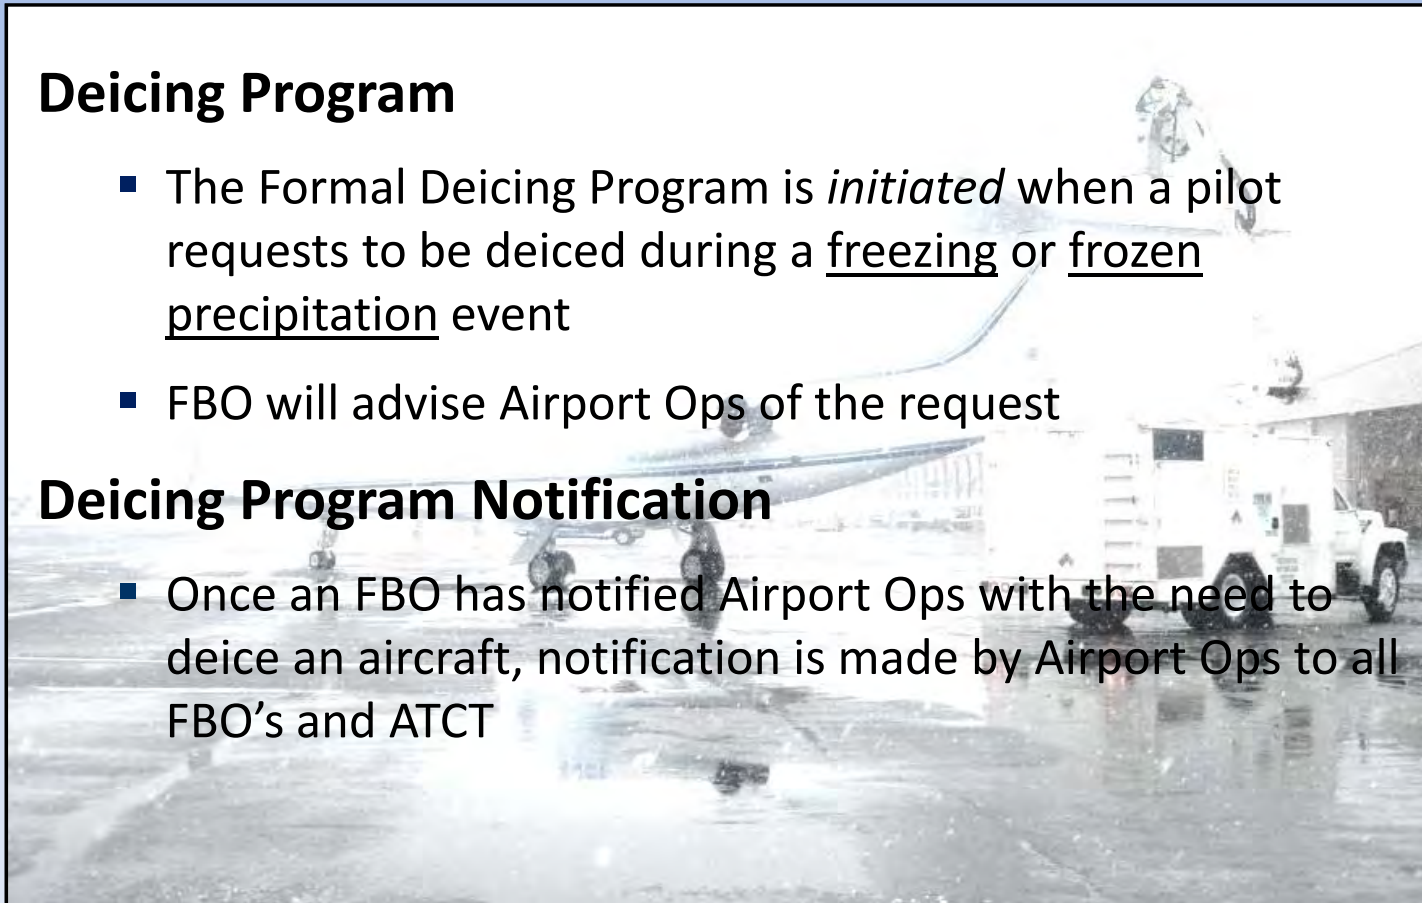 Deicing Program
▪ The Formal Deicing Program is initiated when a pilot
requests to be deiced during a freezing or frozen
precipitation event
▪ FBO will advise Airport Ops of the request
Deicing Program Notification
▪ Once an FBO has notified Airport Ops with the need to
deice an aircraft, notification is made by Airport Ops to all
FBO’s and ATCT